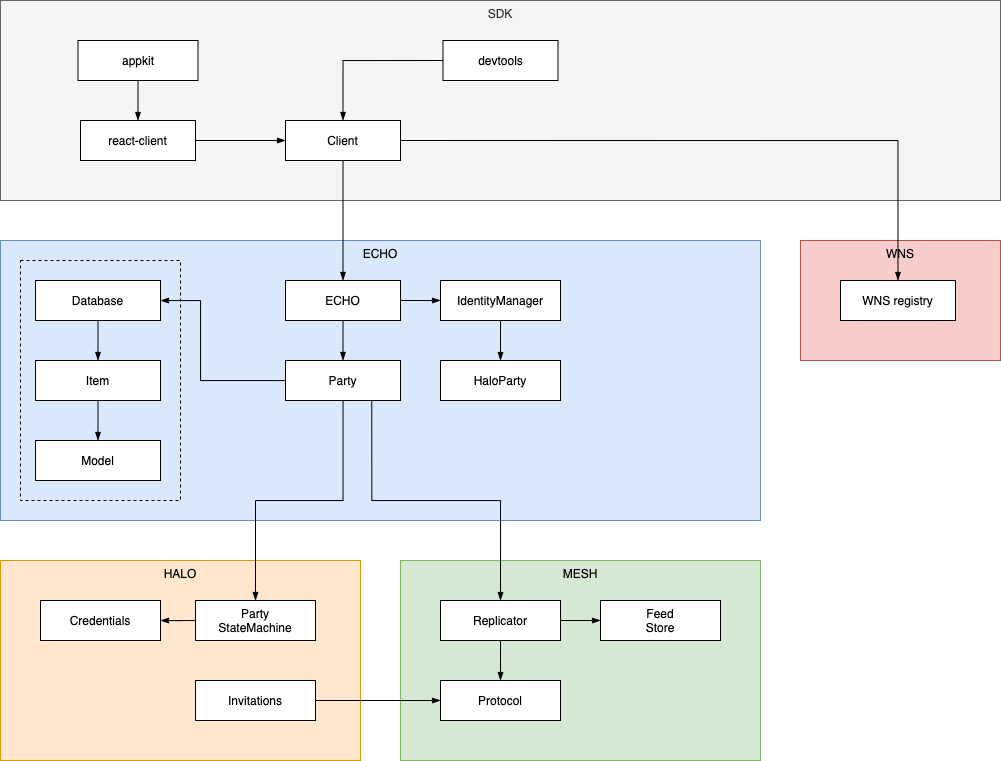 SDK
appkit
devtools
react-client
Client
ECHO
WNS
Database
ECHO
IdentityManager
WNS registry
Item
Party
HaloParty
Model
HALO
MESH
Credentials
Party
StateMachine
Replicator
Feed
Store
Invitations
Protocol